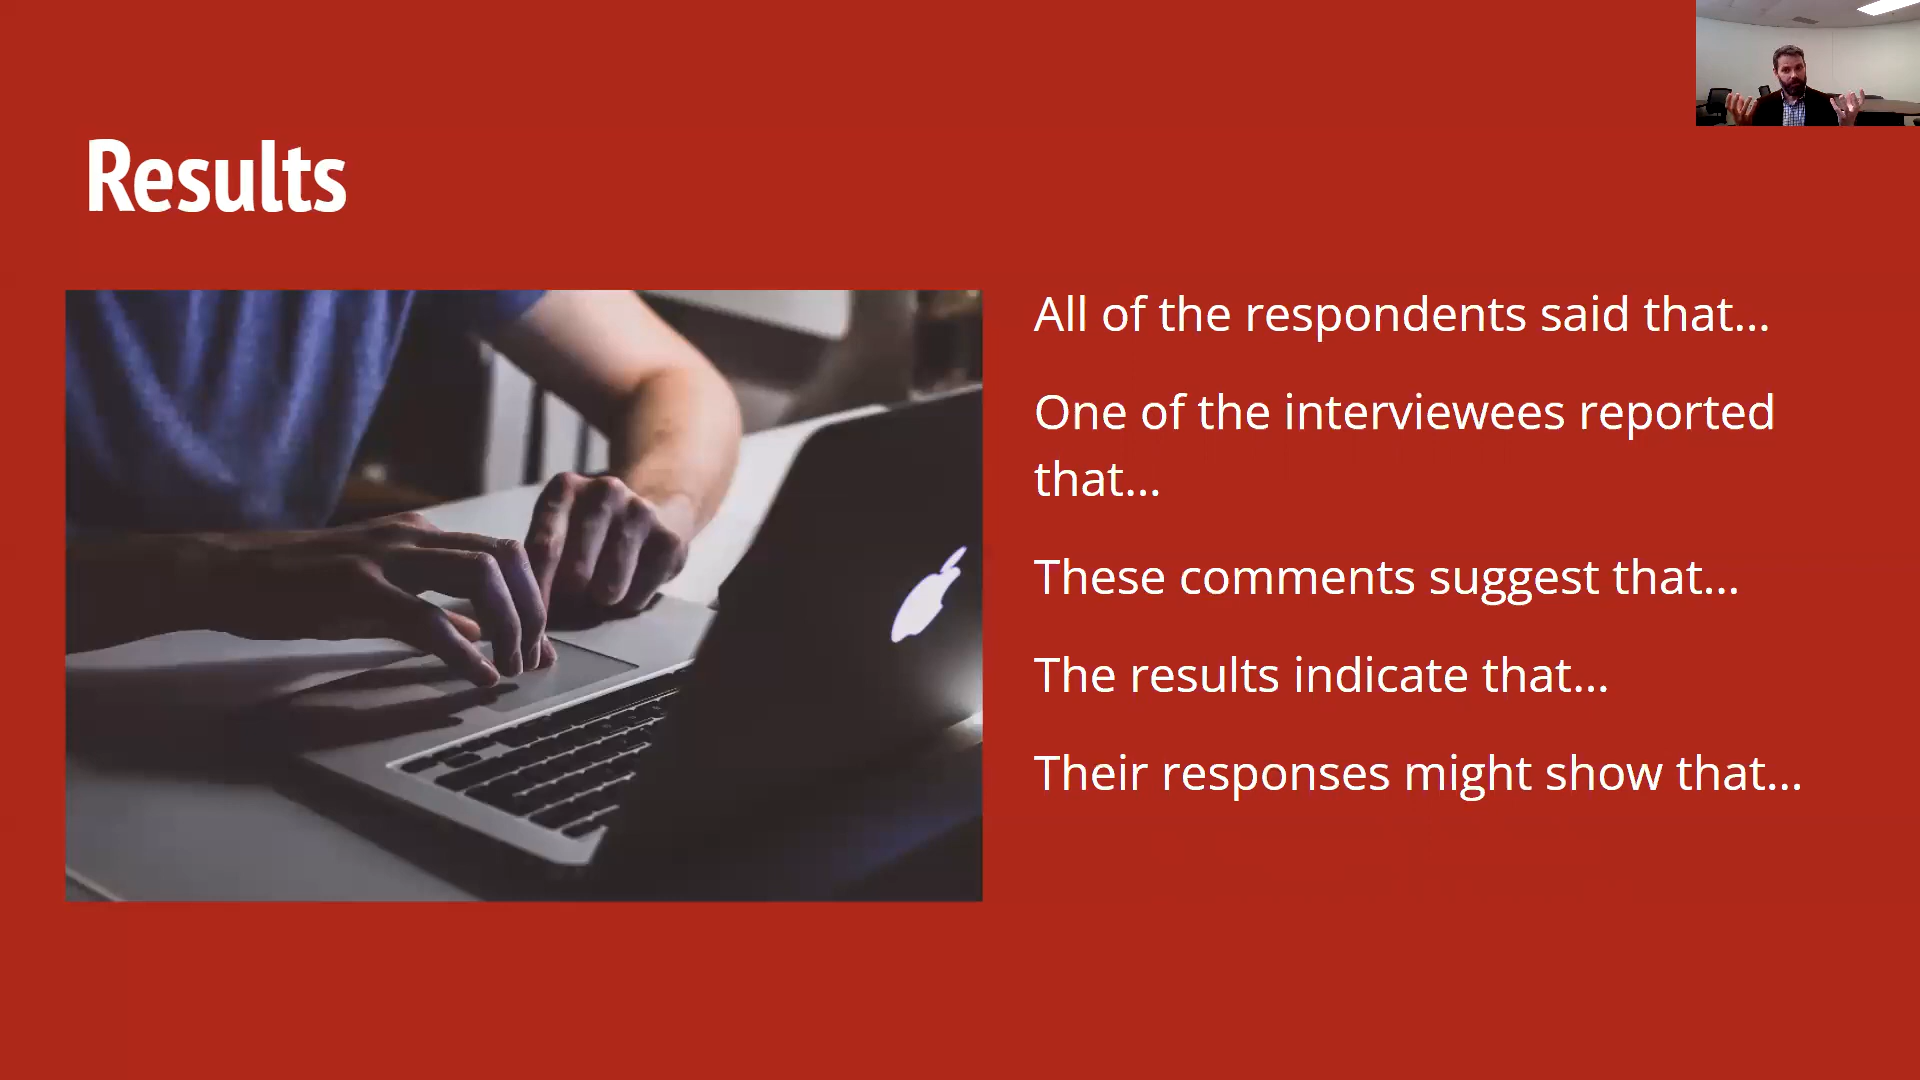 Results
All of the respondents said that...
One of the interviewees reported
that...
These comments suggest that...
The results indicate that...
Their responses might show that...